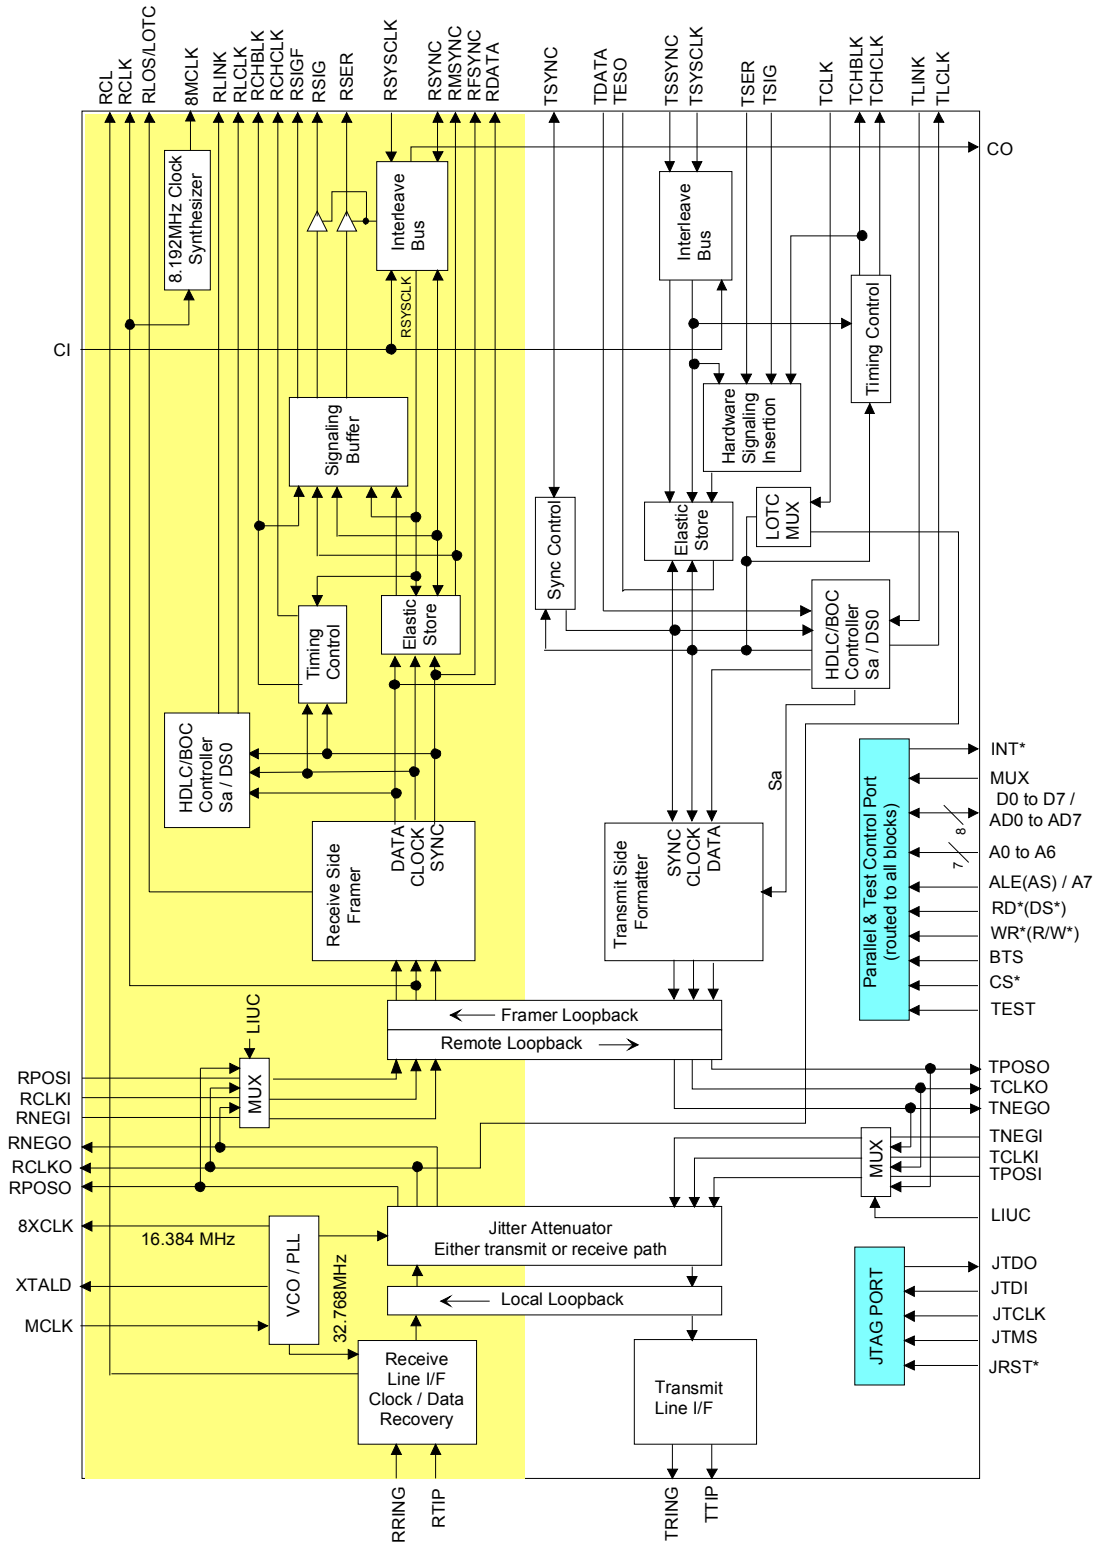 RCL
RCLK
RLOS/LOTC
8MCLK
RLINK
RLCLK
RCHBLK
RCHCLK
RSIGF
RSIG
RSER
RSYSCLK
RSYNC
RMSYNC
RFSYNC
RDATA
TSYNC
TDATA
TESO
TSSYNC
TSYSCLK
TSER
TSIG
TCLK
TCHBLK
TCHCLK
TLINK
TLCLK
CO
8.192MHz Clock
Synthesizer
Interleave
Bus
Interleave
Bus
RSYSCLK
CI
Timing Control
Signaling
Buffer
Hardware
Signaling
Insertion
LOTC
MUX
Elastic
Store
Sync Control
Timing
Control
Elastic
Store
HDLC/BOC
Controller
Sa / DS0
HDLC/BOC
Controller
Sa / DS0
Sa
Receive Side
Framer
DATA
CLOCK
SYNC
Transmit Side
Formatter
SYNC
CLOCK
DATA
Parallel & Test Control Port
(routed to all blocks)
INT*
MUX
D0 to D7 /
AD0 to AD7
8
A0 to A6
7
ALE(AS) / A7
RD*(DS*)
WR*(R/W*)
BTS
CS*
TEST
Framer Loopback
Remote Loopback
LIUC
MUX
RPOSI
RCLKI
RNEGI
RNEGO
RCLKO
RPOSO
TPOSO
TCLKO
TNEGO
TNEGI
TCLKI
TPOSI
MUX
LIUC
8XCLK
16.384 MHz
XTALD
MCLK
VCO / PLL
32.768MHz
Jitter Attenuator
Either transmit or receive path
Local Loopback
Receive
Line I/F
Clock / Data
Recovery
Transmit
Line I/F
JTAG PORT
JTDO
JTDI
JTCLK
JTMS
JRST*
RRING
RTIP
TRING
TTIP